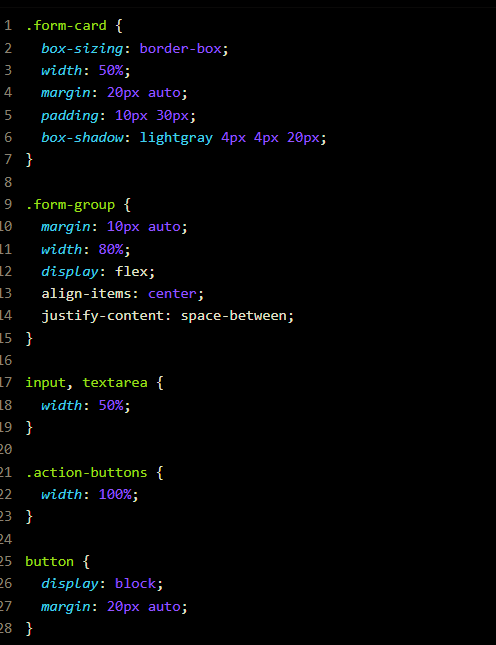 1 .form-card {
2   box-sizing: border-box;
3   width: 50%;
4   margin: 20px auto;
5   padding: 10px 30px;
6   box-shadow: lightgray 4px 4px 20px;
7 }
8
9 .form-group {
10   margin: 10px auto;
11   width: 80%;
12   display: flex;
13   align-items: center;
14   justify-content: space-between;
15 }
16
17 input, textarea {
18   width: 50%;
19 }
20
21 .action-buttons {
22   width: 100%;
23 }
24
25 button {
26   display: block;
27   margin: 20px auto;
28 }